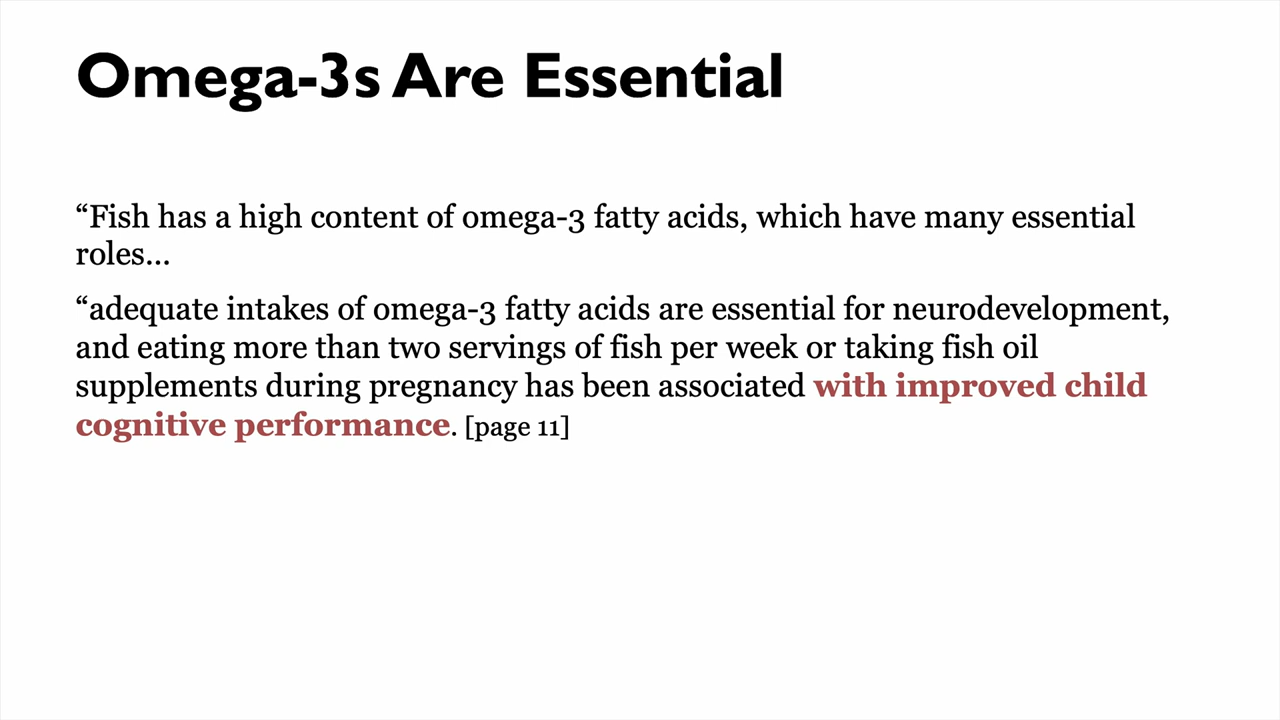 Omega-3s Are Essential
“Fish has a high content of omega-3 fatty acids, which have many essential
roles…
“adequate intakes of omega-3 fatty acids are essential for neurodevelopment,
and eating more than two servings of fish per week or taking fish oil
supplements during pregnancy has been associated with improved child
cognitive performance. [page 11]